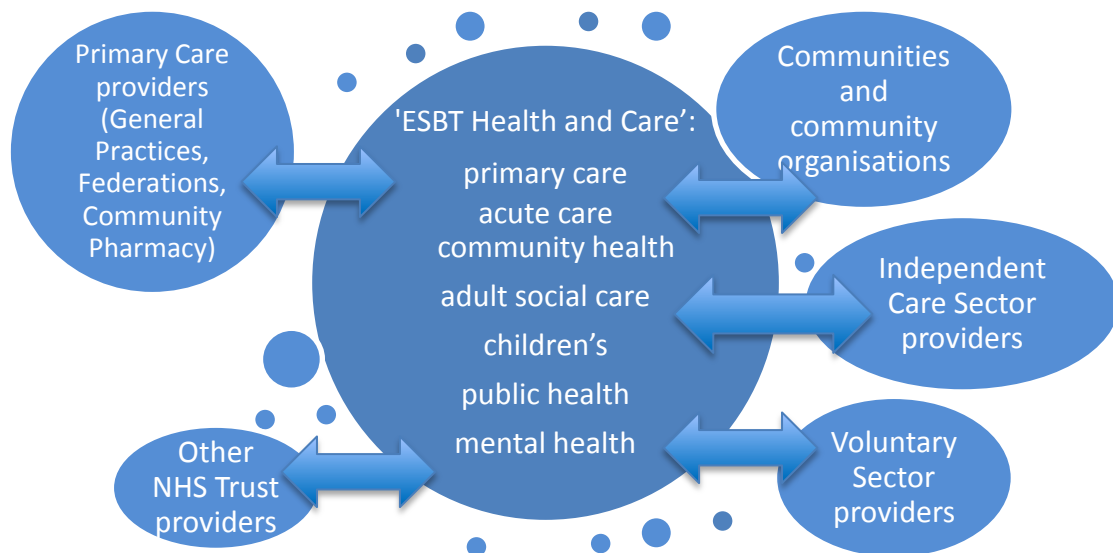 Primary Care
providers
(General
Practices,
Federations,
Community
Pharmacy)
'ESBT Health and Care’:
primary care
acute care
community health
adult social care
children’s
public health
mental health
Communities
and
community
organisations
Independent
Care Sector
providers
Other
NHS Trust
providers
Voluntary
Sector
providers